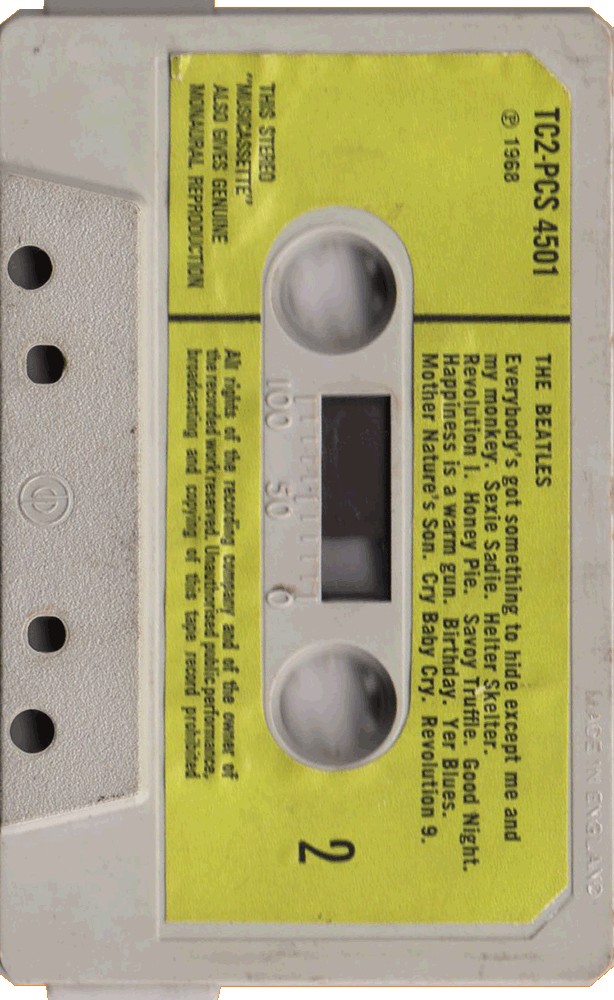 MADE IN ENGLAND
TC2-PCS 4501
℗ 1968
THE BEATLES
Everybody's got something to hide except me and
my monkey. Sexie Sadie. Helter Skelter.
Revolution I. Honey Pie. Savoy Truffle. Good Night.
Happiness is a warm gun. Birthday. Yer Blues.
Mother Nature's Son. Cry Baby Cry. Revolution 9.
2
100 50 0
THIS STEREO
"MUSICASSETTE"
ALSO GIVES GENUINE
MONAURAL REPRODUCTION
All rights of the recording company and of the owner of
the recorded work reserved. Unauthorised public performance,
broadcasting and copying of this tape record prohibited